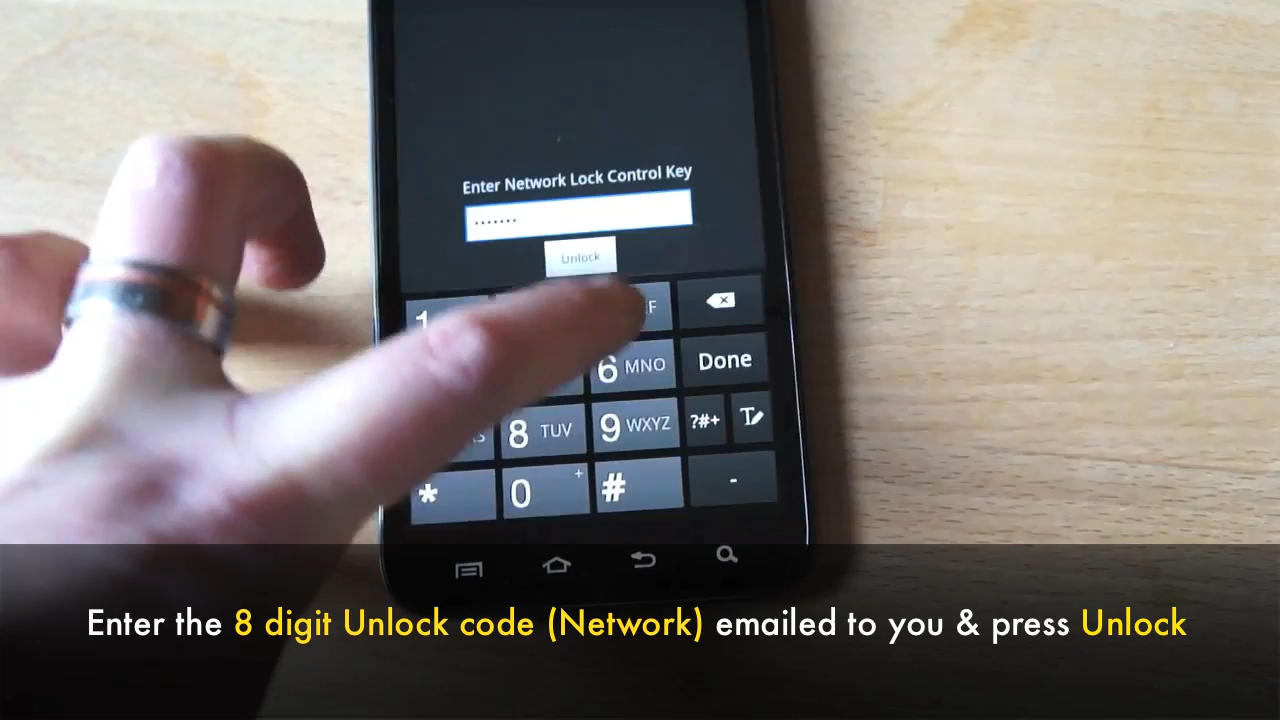 Enter Network Lock Control Key
.......
Unlock
1
F
6 MNO Done
8 TUV 9 WXYZ ?#+
* 0 + # -
Enter the 8 digit Unlock code (Network) emailed to you & press Unlock